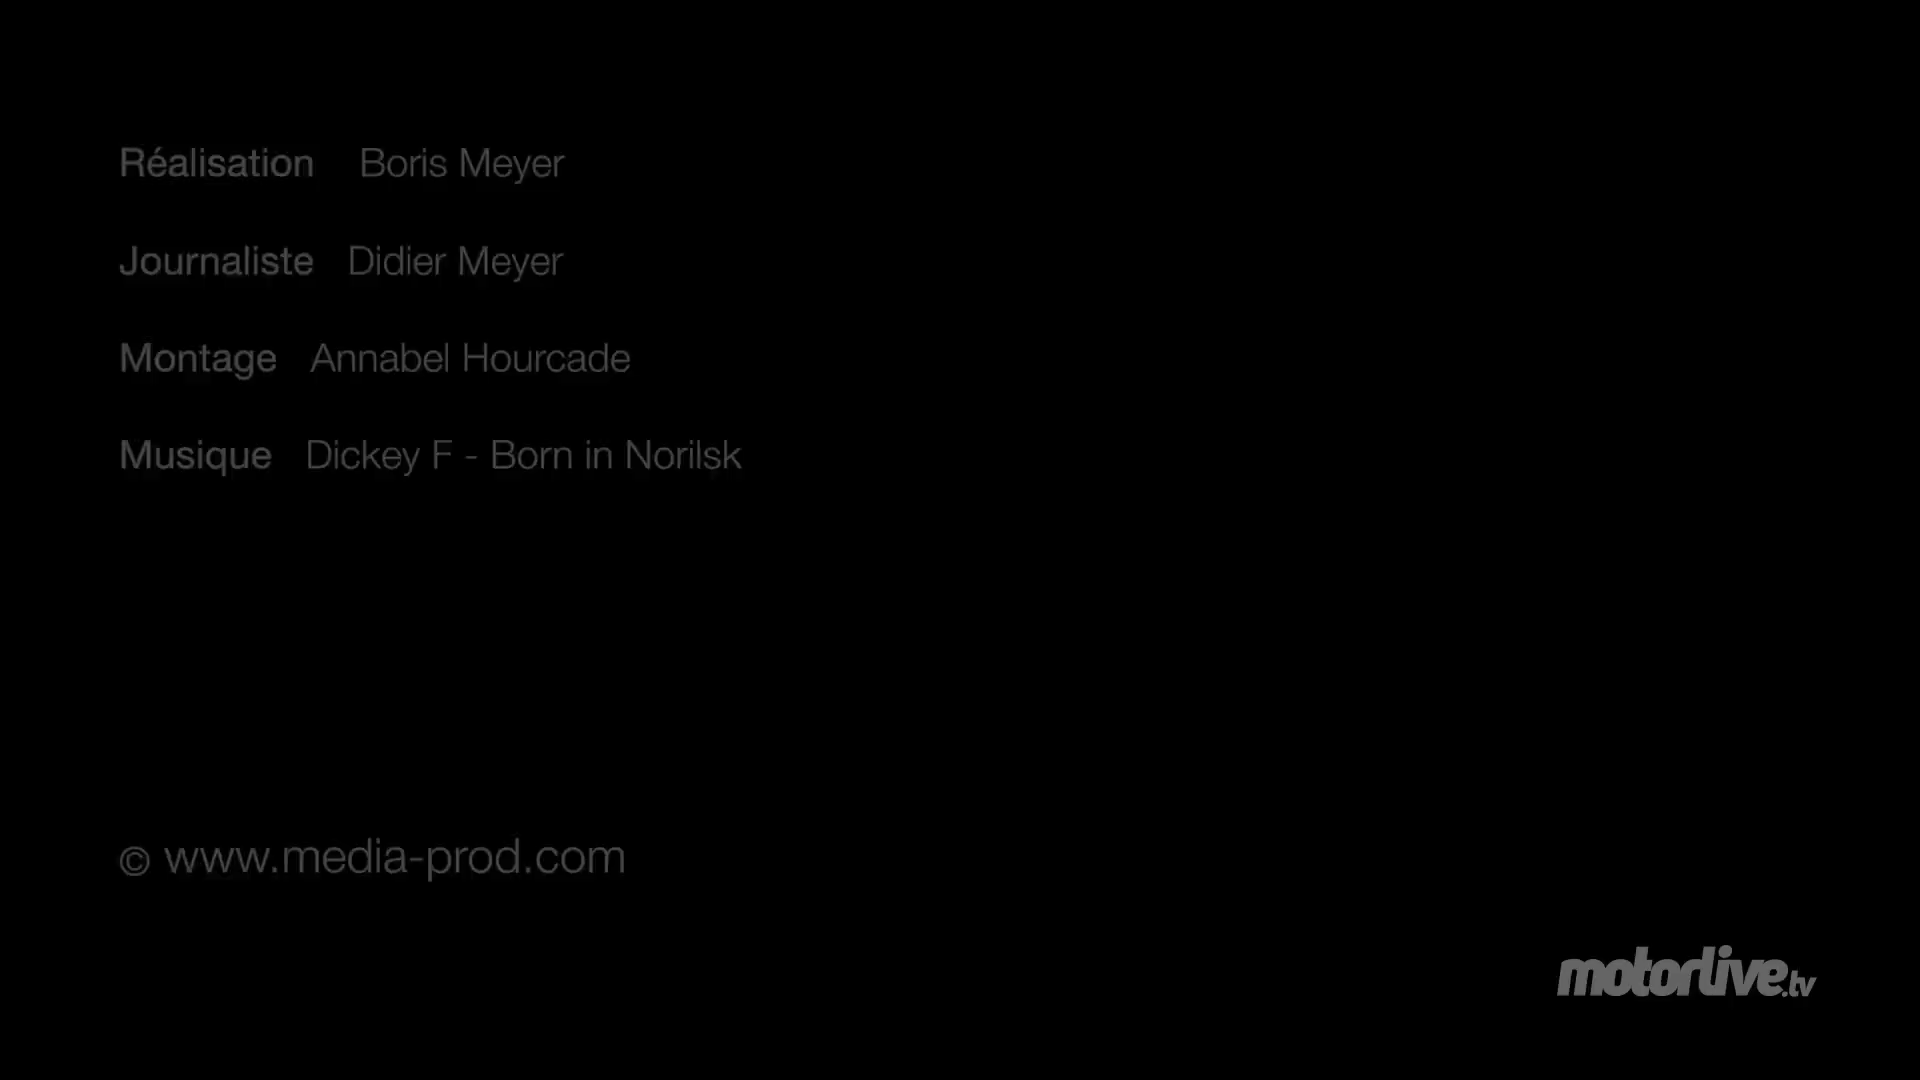 Réalisation Boris Meyer
Journaliste Didier Meyer
Montage Annabel Hourcade
Musique Dickey F - Born in Norilsk
© www.media-prod.com
motorlive.tv